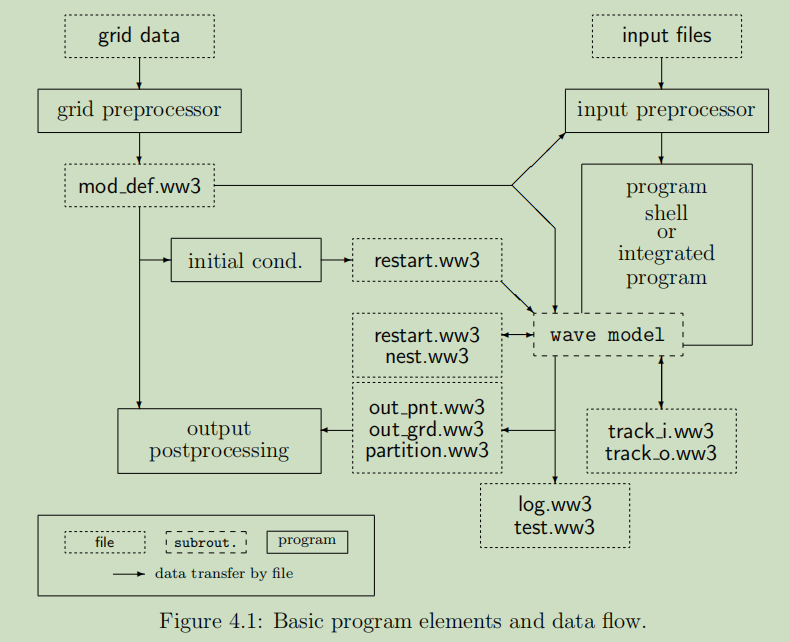 grid data
input files
grid preprocessor
input preprocessor
mod_def.ww3
program
shell
or
integrated
program
initial cond.
restart.ww3
restart.ww3
nest.ww3
wave model
out_pnt.ww3
out_grd.ww3
partition.ww3
output
postprocessing
track_i.ww3
track_o.ww3
log.ww3
test.ww3
file
subrout.
program
data transfer by file
Figure 4.1: Basic program elements and data flow.